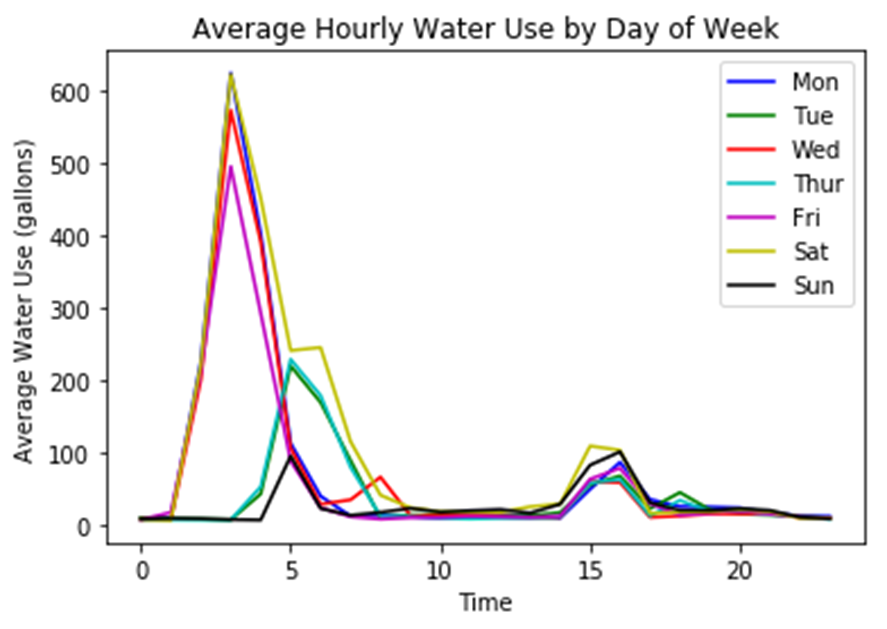 Average Hourly Water Use by Day of Week
Average Water Use (gallons)
600
500
400
300
200
100
0
Mon
Tue
Wed
Thur
Fri
Sat
Sun
0 5 10 15 20
Time